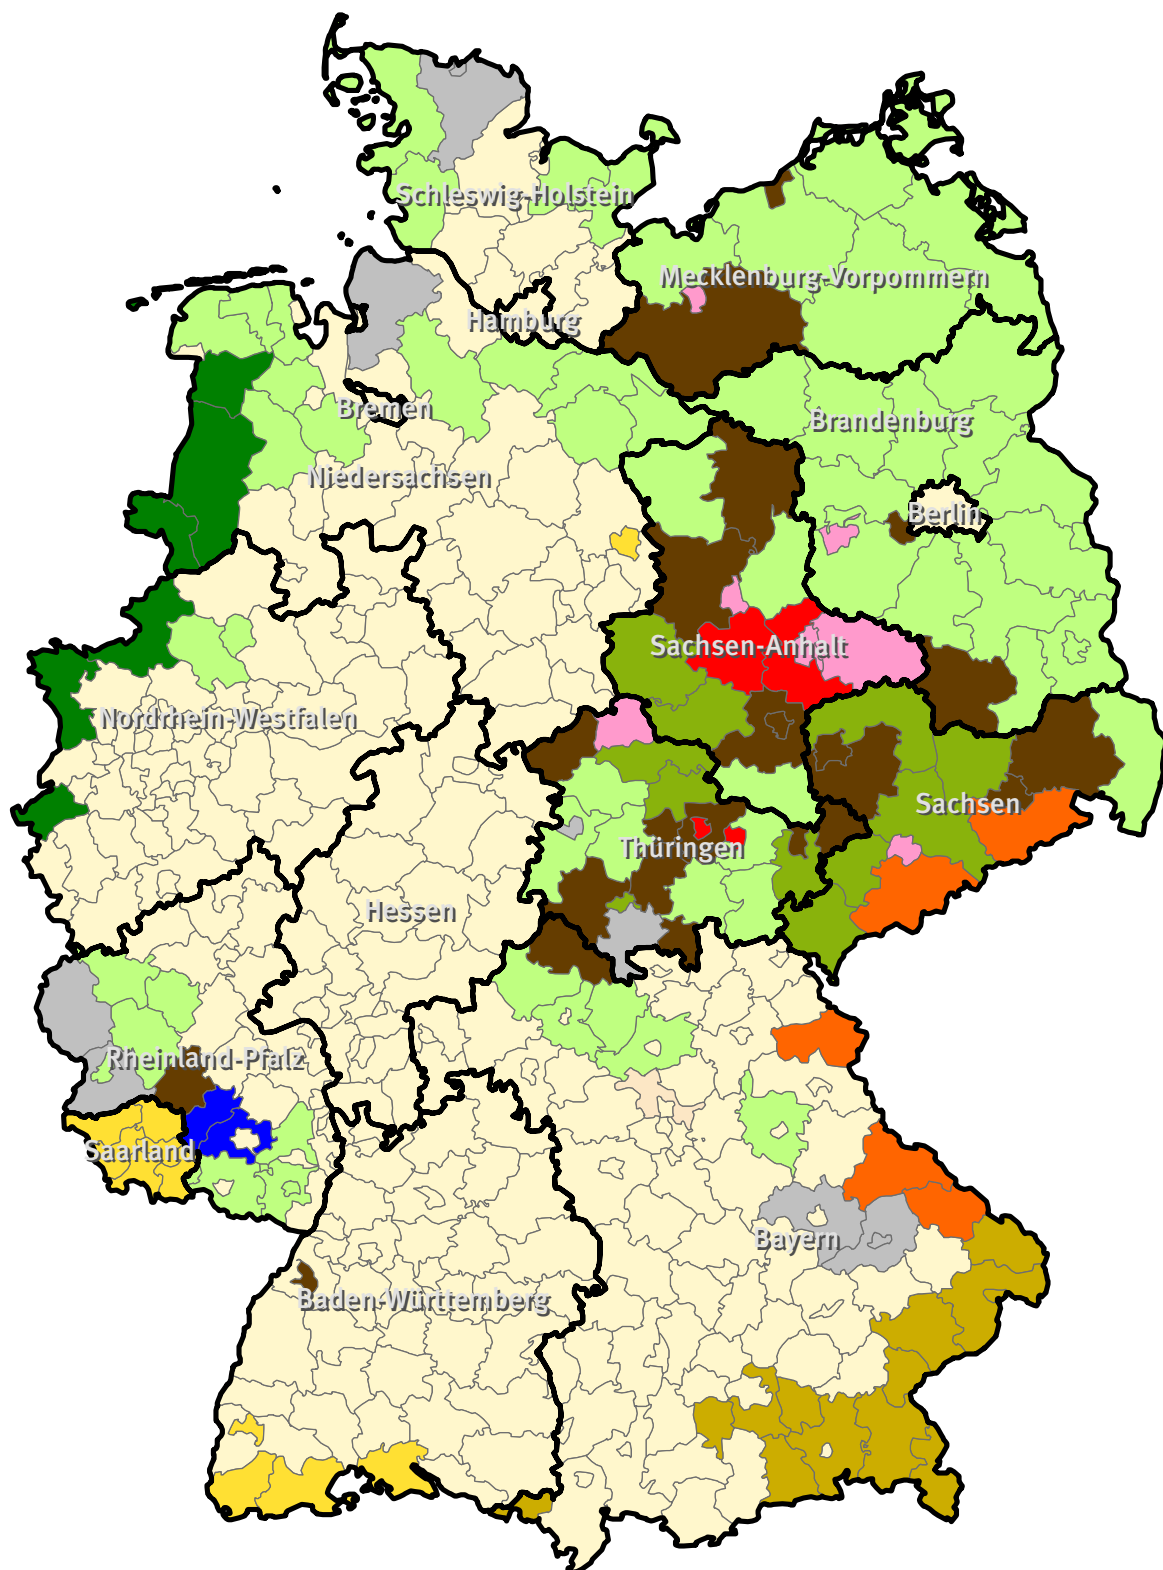 Schleswig-Holstein
Mecklenburg-Vorpommern
Hamburg
Bremen
Brandenburg
Niedersachsen
Berlin
Sachsen-Anhalt
Nordrhein-Westfalen
Sachsen
Thüringen
Hessen
Rheinland-Pfalz
Saarland
Bayern
Baden-Württemberg